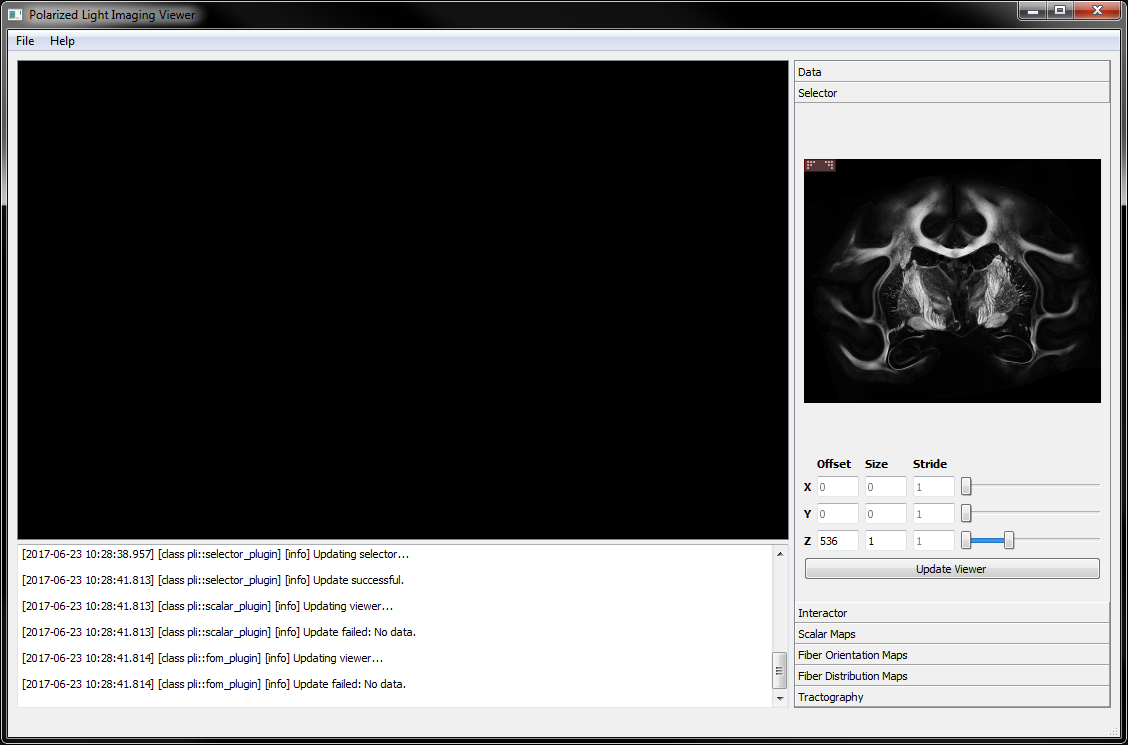 Polarized Light Imaging Viewer
File Help
Data
Selector
Offset Size Stride
X 0 0 1
Y 0 0 1
Z 536 1 1
Update Viewer
Interactor
Scalar Maps
Fiber Orientation Maps
Fiber Distribution Maps
Tractography
[2017-06-23 10:28:38.957] [class pli::selector_plugin] [info] Updating selector...
[2017-06-23 10:28:41.813] [class pli::selector_plugin] [info] Update successful.
[2017-06-23 10:28:41.813] [class pli::scalar_plugin] [info] Updating viewer...
[2017-06-23 10:28:41.813] [class pli::scalar_plugin] [info] Update failed: No data.
[2017-06-23 10:28:41.814] [class pli::fom_plugin] [info] Updating viewer...
[2017-06-23 10:28:41.814] [class pli::fom_plugin] [info] Update failed: No data.